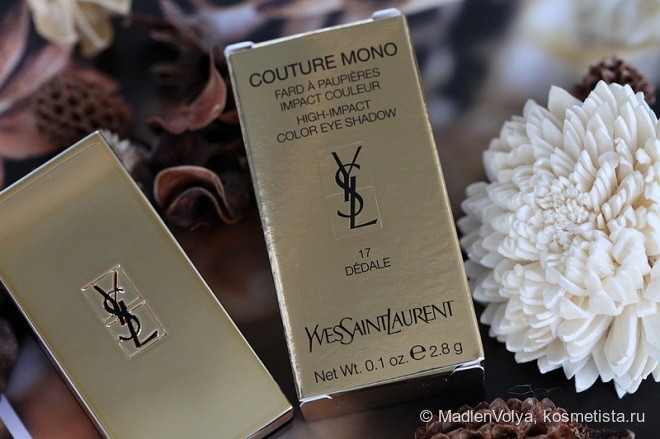 COUTURE MONO
FARD À PAUPIÈRES
IMPACT COULEUR
HIGH-IMPACT
COLOR EYE SHADOW
YSL
17
DÉDALE
YVESSAINTLAURENT
Net Wt. 0.1 oz. ℮ 2.8 g
YSL
© MadlenVolya, kosmetista.ru